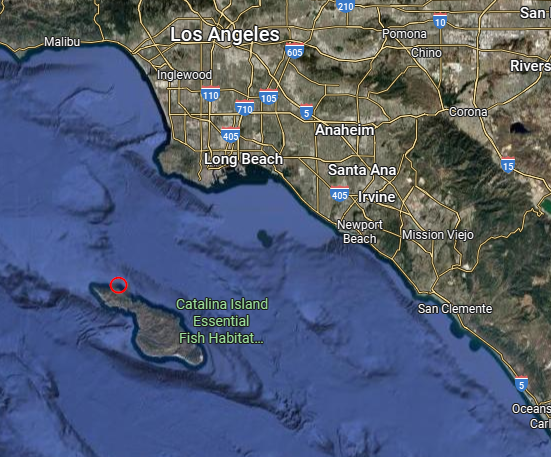 210
San
Los Angeles
10
Malibu
Pomona
605
Chino
Rivers
Inglewood
110
105
710
5
Corona
405
Anaheim
Long Beach
15
Santa Ana
405
Irvine
Newport
Beach
Mission Viejo
Catalina Island
Essential
Fish Habitat...
San Clemente
5
Oceans
Carl